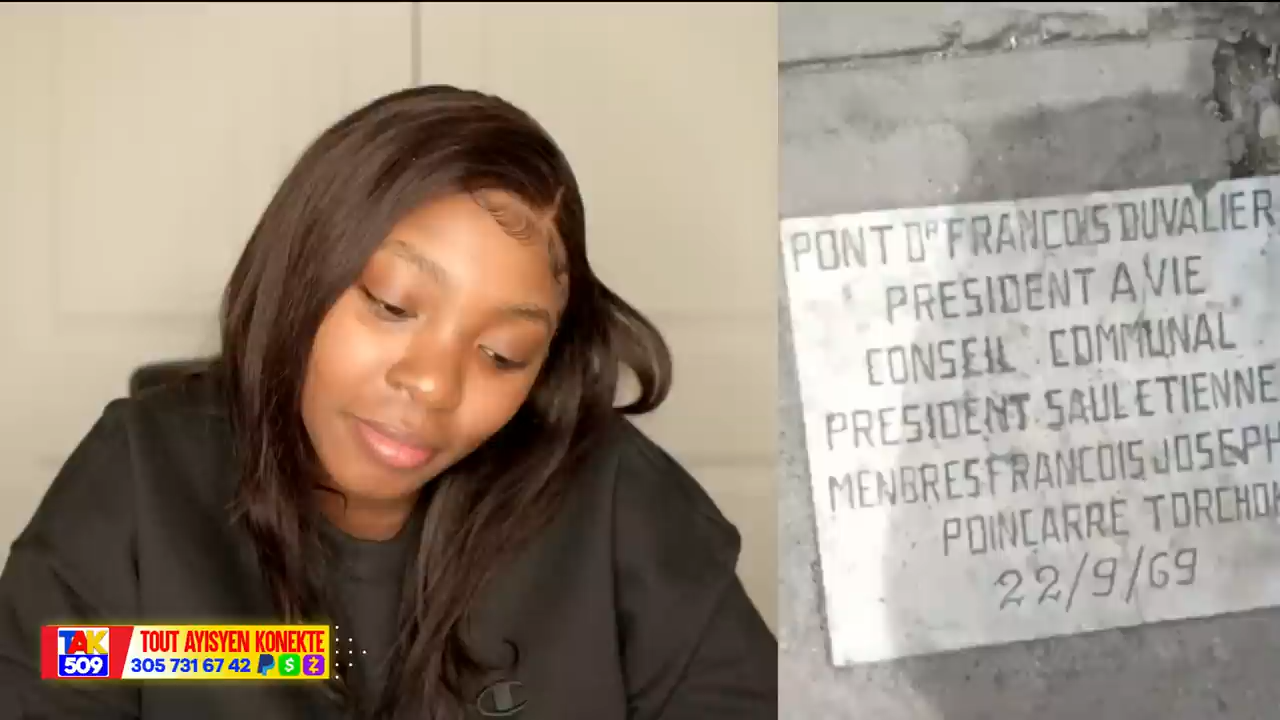 PONT Dr FRANCOIS DUVALIER
PRESIDENT A VIE
CONSEIL COMMUNAL
PRESIDENT SAUL ETIENNE
MENBRES FRANCOIS JOSEPH
POINCARRE
22/9/69
TAK
509
TOUT AYISYEN KONEKTE
305 731 67 42